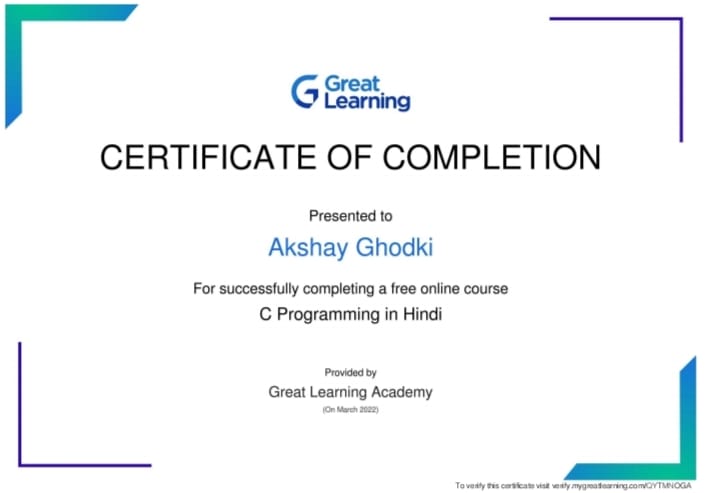 Great
Learning
CERTIFICATE OF COMPLETION
Presented to
Akshay Ghodki
For successfully completing a free online course
C Programming in Hindi
Provided by
Great Learning Academy
(On March 2022)
To verify this certificate visit verify.mygreatlearning.com/QYTMNOGA